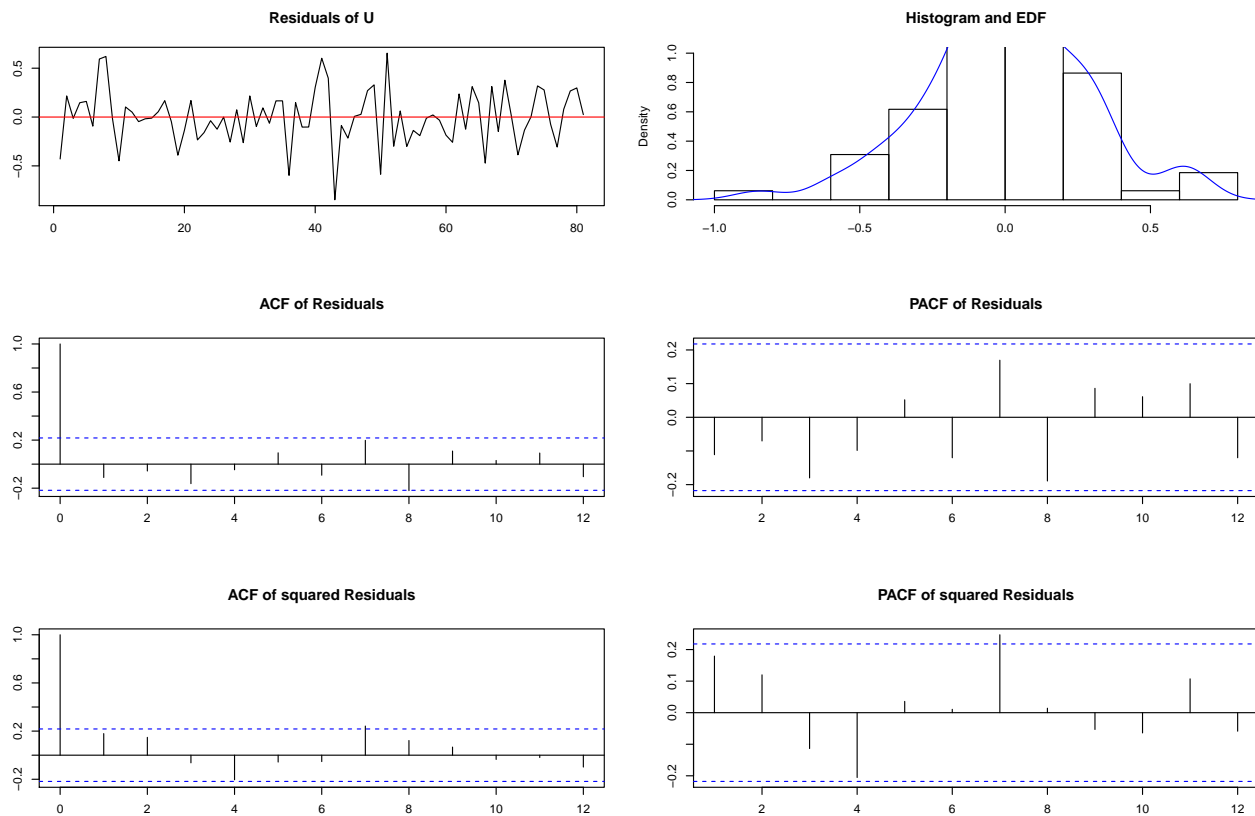 Residuals of U
0.5
0.0
−0.5
0 20 40 60 80
Histogram and EDF
Density
1.0
0.8
0.6
0.4
0.2
0.0
−1.0 −0.5 0.0 0.5
ACF of Residuals
1.0
0.6
0.2
−0.2
0 2 4 6 8 10 12
PACF of Residuals
0.2
0.1
0.0
−0.2
2 4 6 8 10 12
ACF of squared Residuals
1.0
0.6
0.2
−0.2
0 2 4 6 8 10 12
PACF of squared Residuals
0.2
0.1
0.0
−0.2
2 4 6 8 10 12